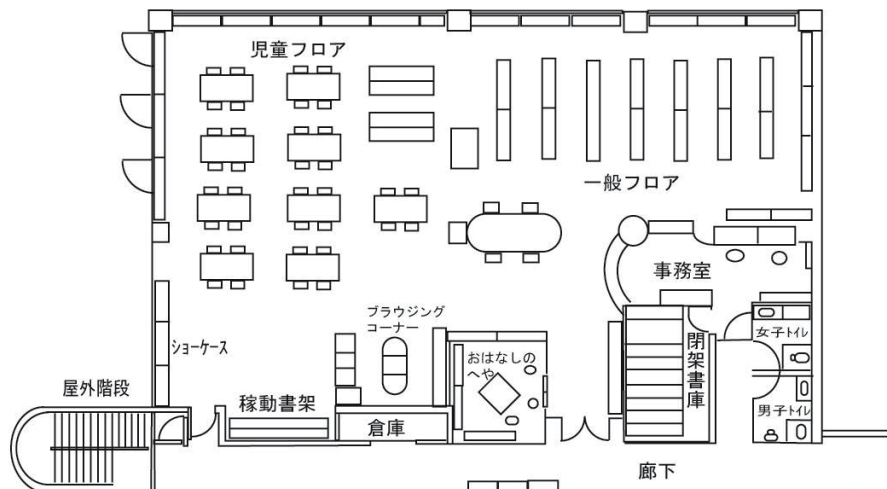 児童フロア
一般フロア
事務室
ブラウジング
コーナー
ショーケース
おはなしの
へや
閉架書庫
女子トイレ
屋外階段
稼動書架
倉庫
男子トイレ
廊下